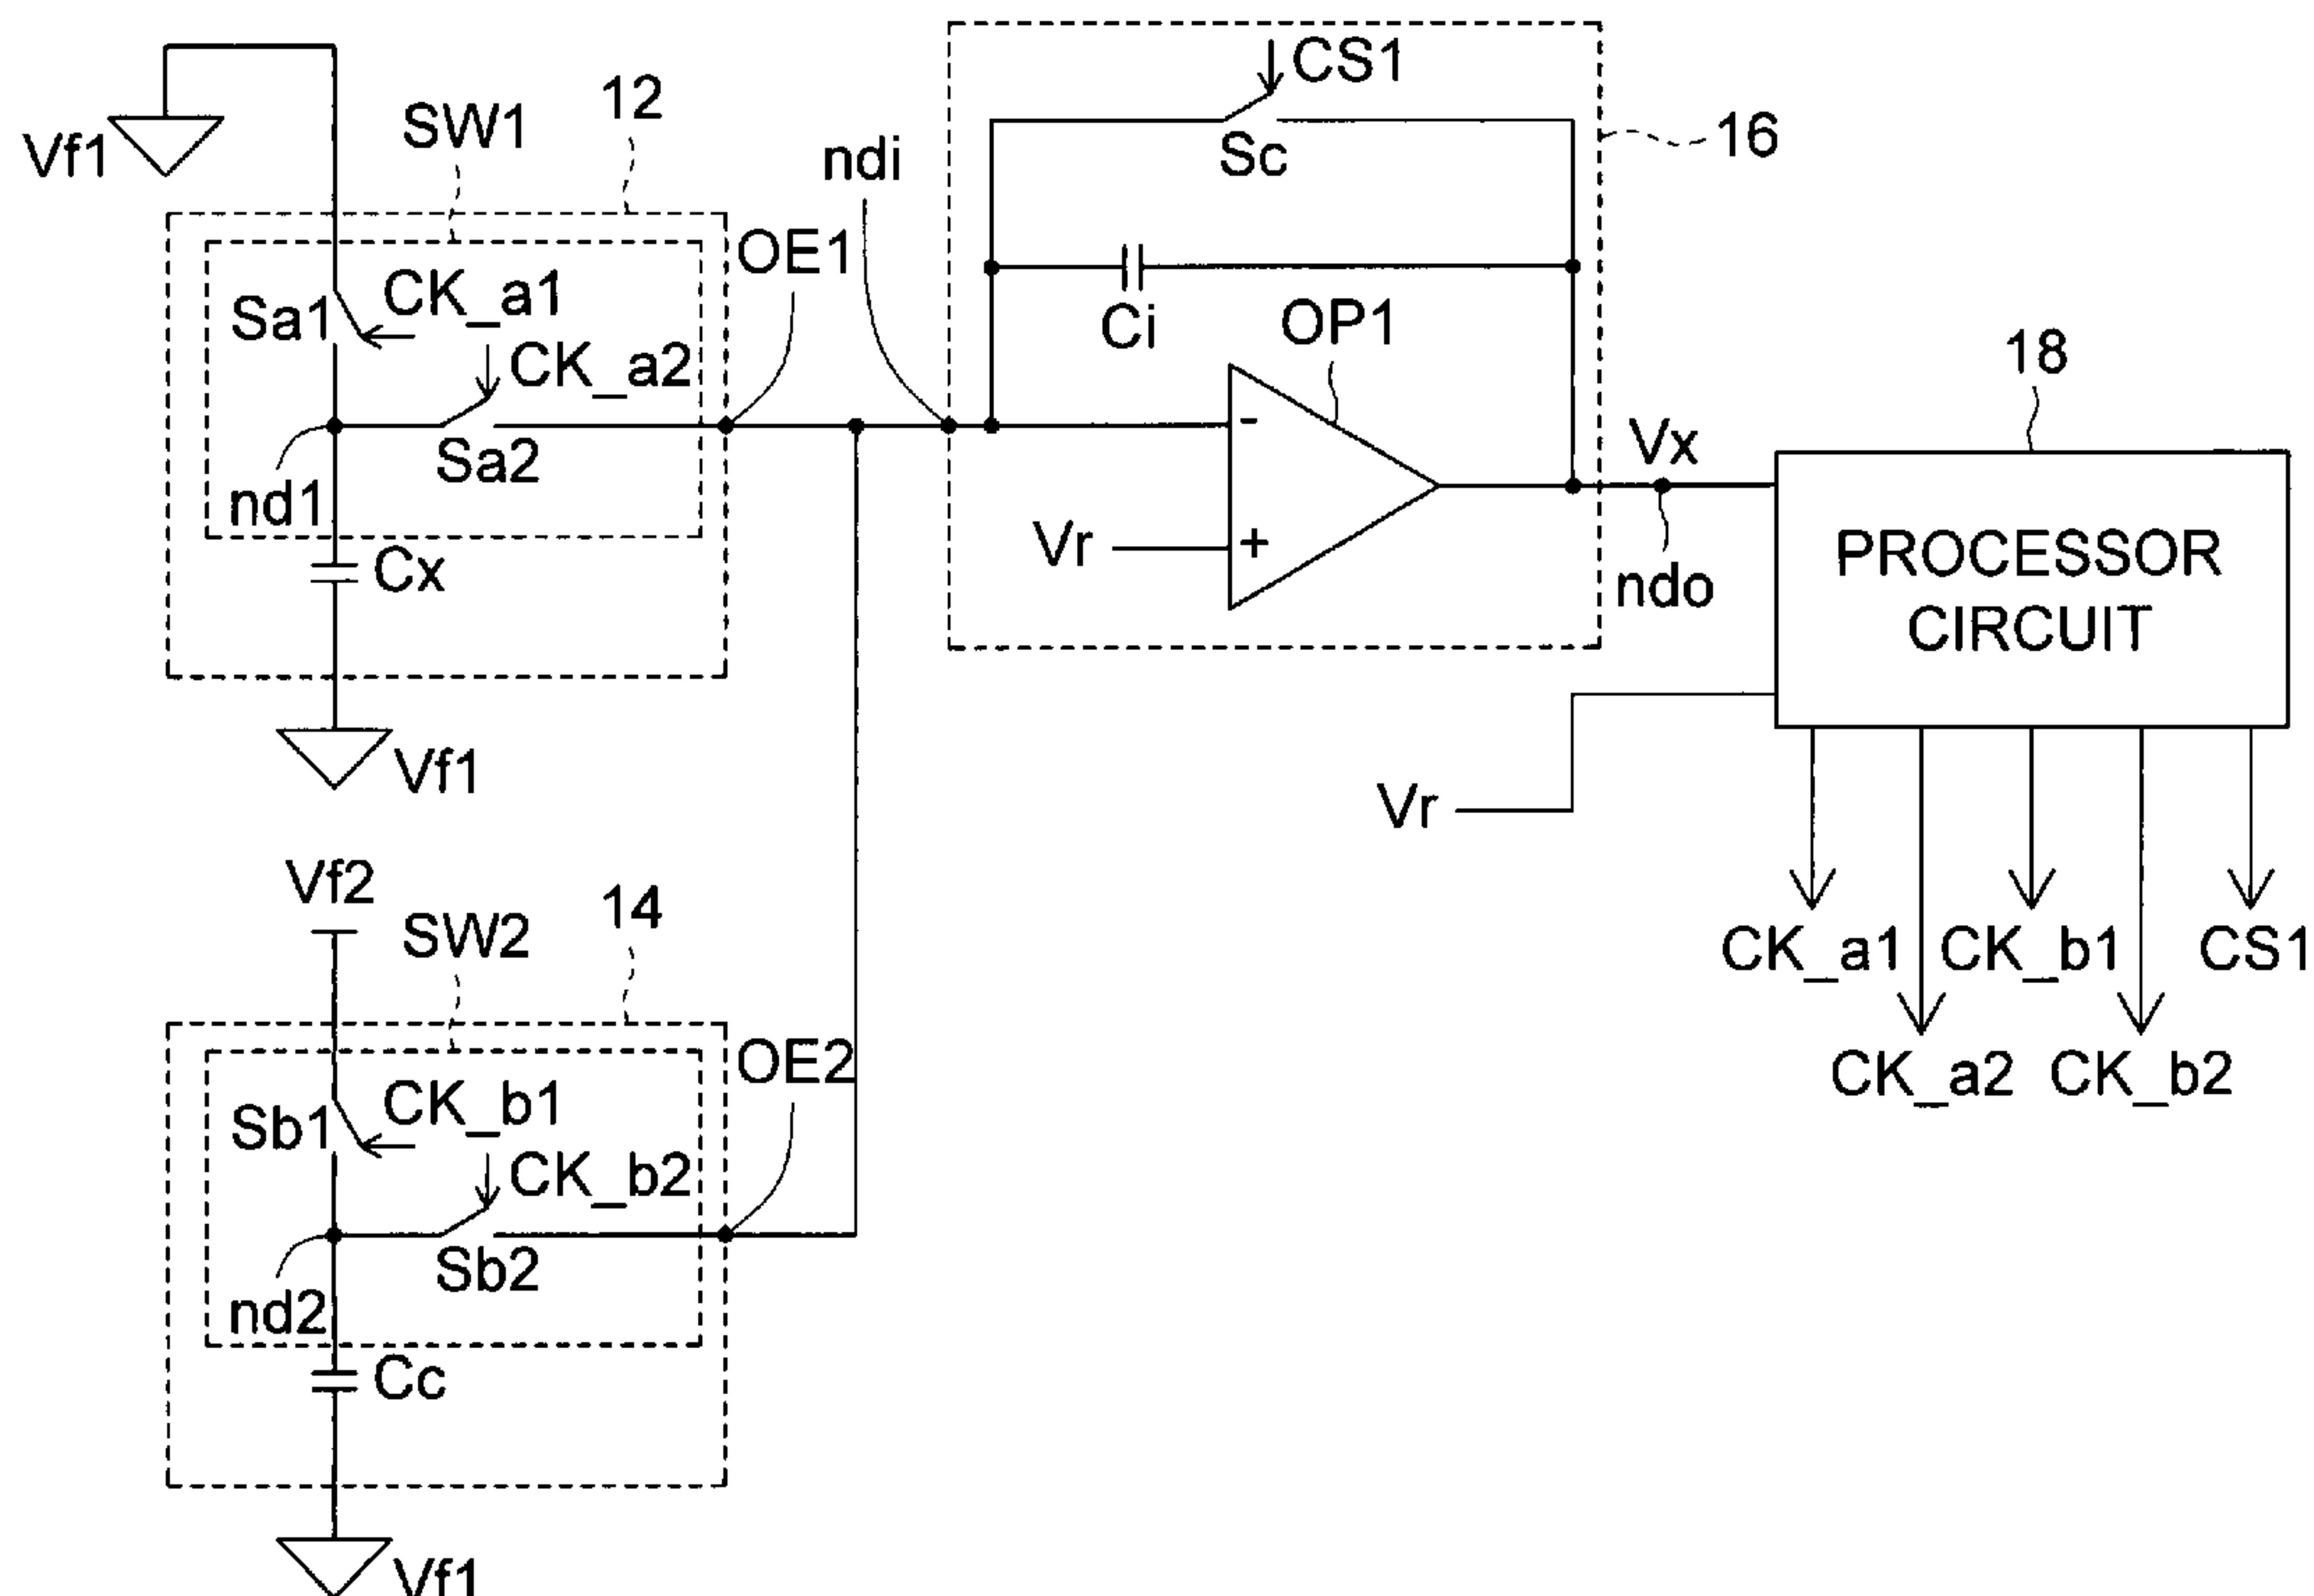 Vf1
SW1
12
CK_a1
Sa1
CK_a2
Sa2
nd1
Cx
Vf1
OE1
ndi
CS1
Sc
16
Ci
OP1
-
Vr
+
Vx
ndo
18
PROCESSOR
CIRCUIT
Vr
CK_a1
CK_b1
CS1
CK_a2
CK_b2
Vf2
SW2
14
OE2
CK_b1
Sb1
CK_b2
Sb2
nd2
Cc
Vf1